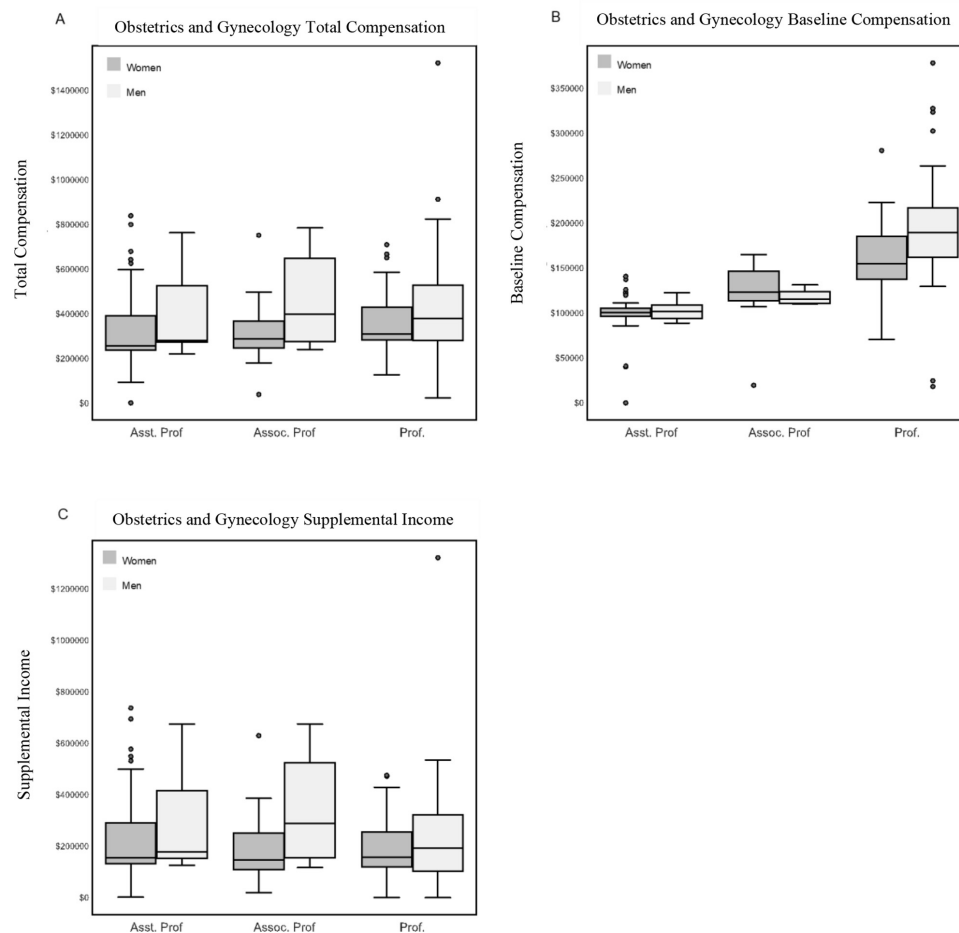 A
Obstetrics and Gynecology Total Compensation
Women
Men
Total Compensation
$1400000
$1200000
$1000000
$800000
$600000
$400000
$200000
$0
Asst. Prof
Assoc. Prof
Prof.
B
Obstetrics and Gynecology Baseline Compensation
Women
Men
Baseline Compensation
$350000
$300000
$250000
$200000
$150000
$100000
$50000
$0
Asst. Prof
Assoc. Prof
Prof.
C
Obstetrics and Gynecology Supplemental Income
Women
Men
Supplemental Income
$1200000
$1000000
$800000
$600000
$400000
$200000
$0
Asst. Prof
Assoc. Prof
Prof.